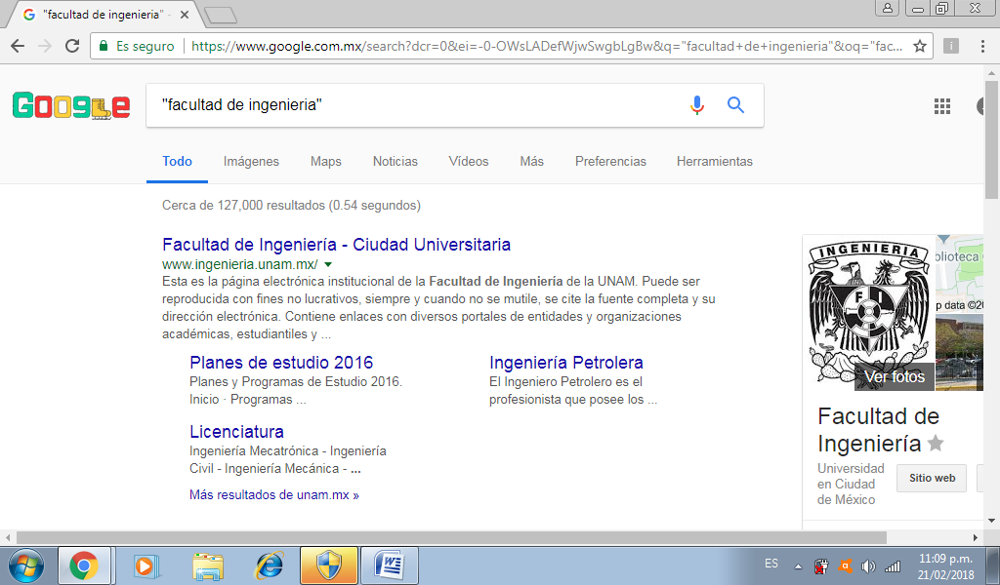 "facultad de ingenieria" -
Es seguro
https://www.google.com.mx/search?dcr=0&ei=-0-OWsLADefWjwSwgbLgBw&q="facultad+de+ingenieria"&oq="fac...
Google
"facultad de ingenieria"
Todo Imágenes Maps Noticias Vídeos Más Preferencias Herramientas
Cerca de 127,000 resultados (0.54 segundos)
Facultad de Ingeniería - Ciudad Universitaria
www.ingenieria.unam.mx/
Esta es la página electrónica institucional de la Facultad de Ingeniería de la UNAM. Puede ser
reproducida con fines no lucrativos, siempre y cuando no se mutile, se cite la fuente completa y su
dirección electrónica. Contiene enlaces con diversos portales de entidades y organizaciones
académicas, estudiantiles y ...
Planes de estudio 2016
Planes y Programas de Estudio 2016.
Inicio · Programas ...
Ingeniería Petrolera
El Ingeniero Petrolero es el
profesionista que posee los ...
Licenciatura
Ingeniería Mecatrónica - Ingeniería
Civil - Ingeniería Mecánica - ...
Más resultados de unam.mx »
INGENIERIA
F I
blioteca
p data ©20
Ver fotos
Facultad de
Ingeniería
Universidad
en Ciudad
de México
Sitio web
ES
11:09 p.m.
21/02/2018